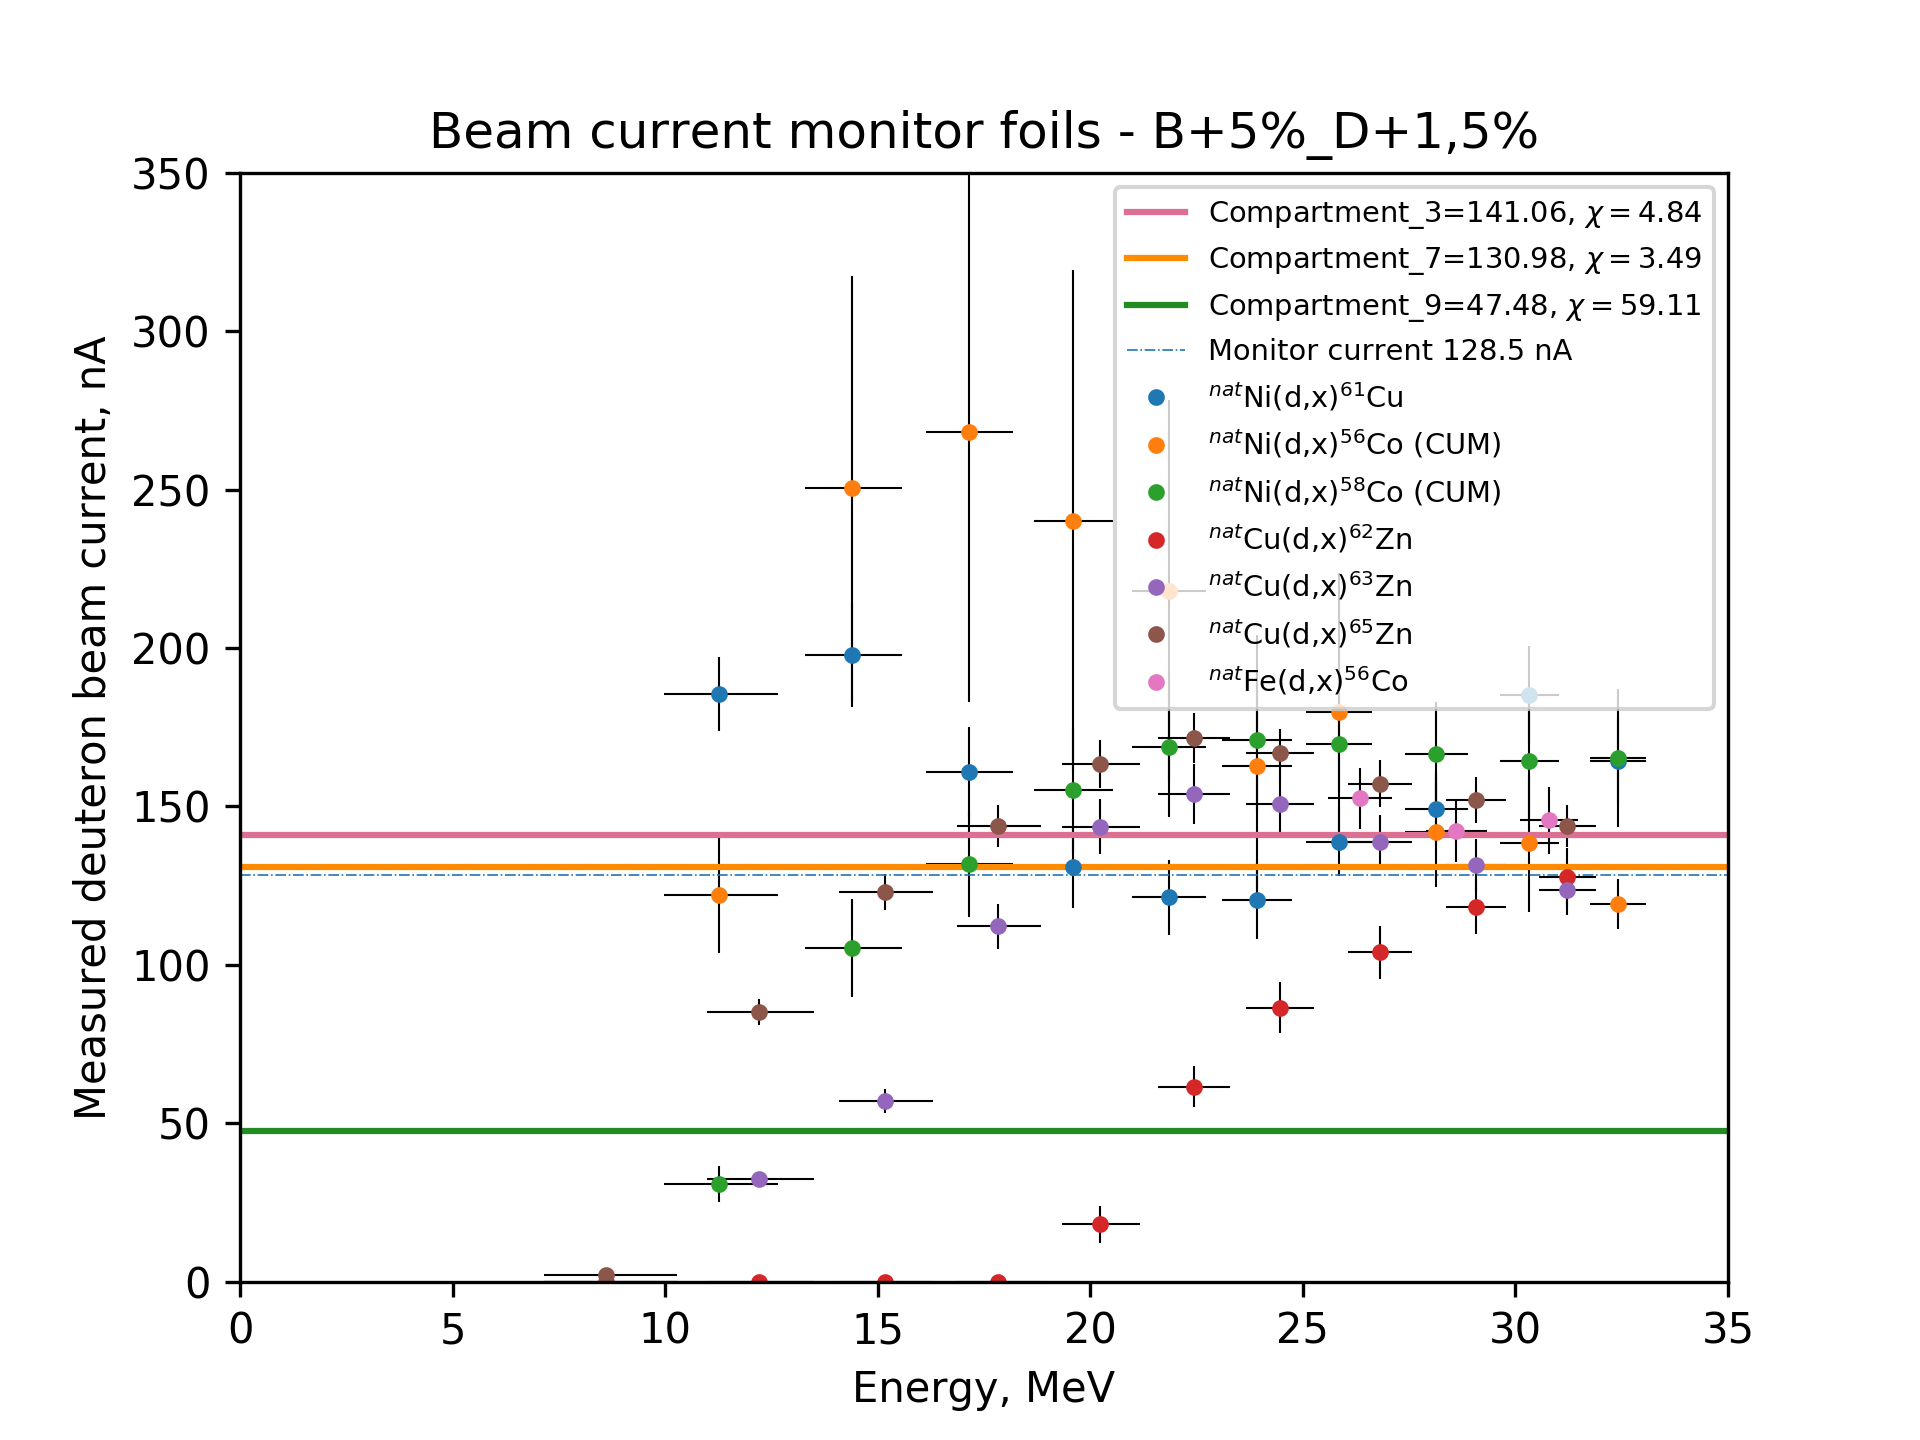 Beam current monitor foils - B+5%_D+1,5%
350
300
250
200
150
100
50
0
Measured deuteron beam current, nA
Compartment_3=141.06, χ = 4.84
Compartment_7=130.98, χ = 3.49
Compartment_9=47.48, χ = 59.11
Monitor current 128.5 nA
natNi(d,x)61Cu
natNi(d,x)56Co (CUM)
natNi(d,x)58Co (CUM)
natCu(d,x)62Zn
natCu(d,x)63Zn
natCu(d,x)65Zn
natFe(d,x)56Co
0 5 10 15 20 25 30 35
Energy, MeV